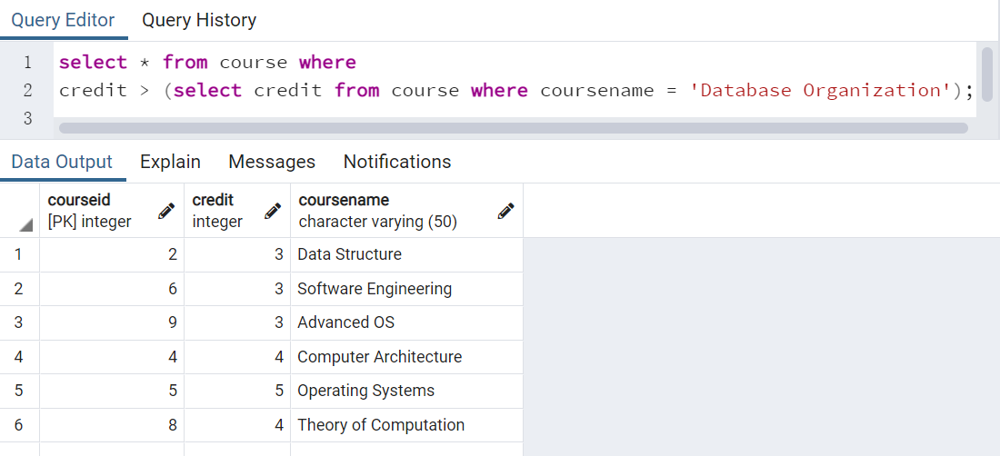 Query Editor Query History
1 select * from course where
2 credit > (select credit from course where coursename = 'Database Organization');
3
Data Output Explain Messages Notifications
courseid credit coursename
[PK] integer integer character varying (50)
1 2 3 Data Structure
2 6 3 Software Engineering
3 9 3 Advanced OS
4 4 4 Computer Architecture
5 5 5 Operating Systems
6 8 4 Theory of Computation